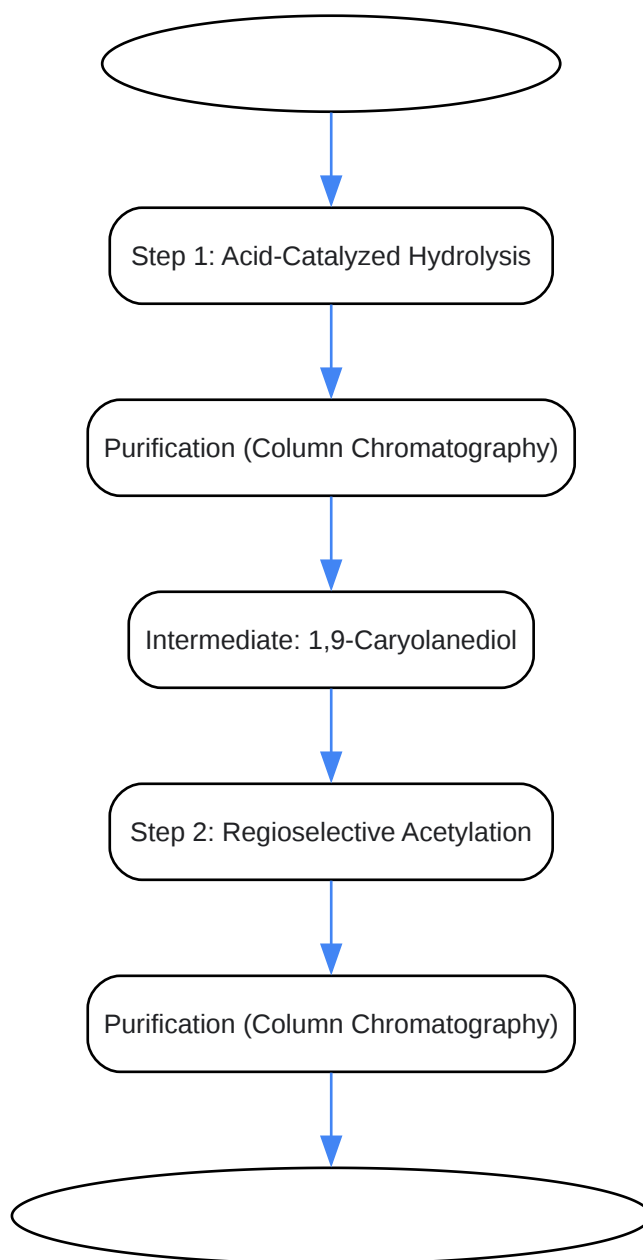 Step 1: Acid-Catalyzed Hydrolysis
Purification (Column Chromatography)
Intermediate: 1,9-Caryolanediol
Step 2: Regioselective Acetylation
Purification (Column Chromatography)